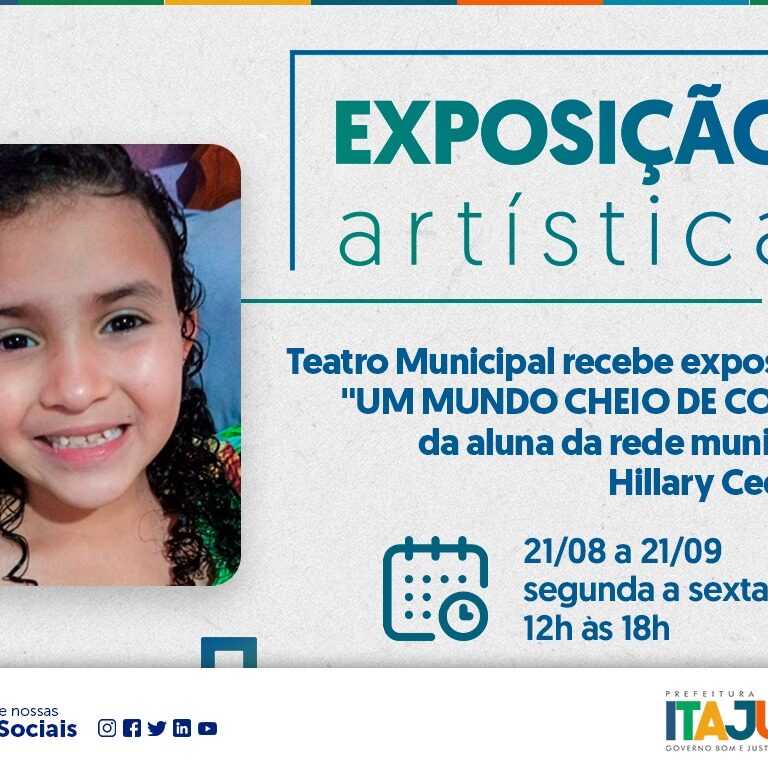 EXPOSIÇÃO
artística
Teatro Municipal recebe expos
"UM MUNDO CHEIO DE CO
da aluna da rede muni
Hillary Cec
21/08 a 21/09
segunda a sexta
12h às 18h
e nossas
Sociais
PREFEITURA
ITAJU
GOVERNO BOM E JUST